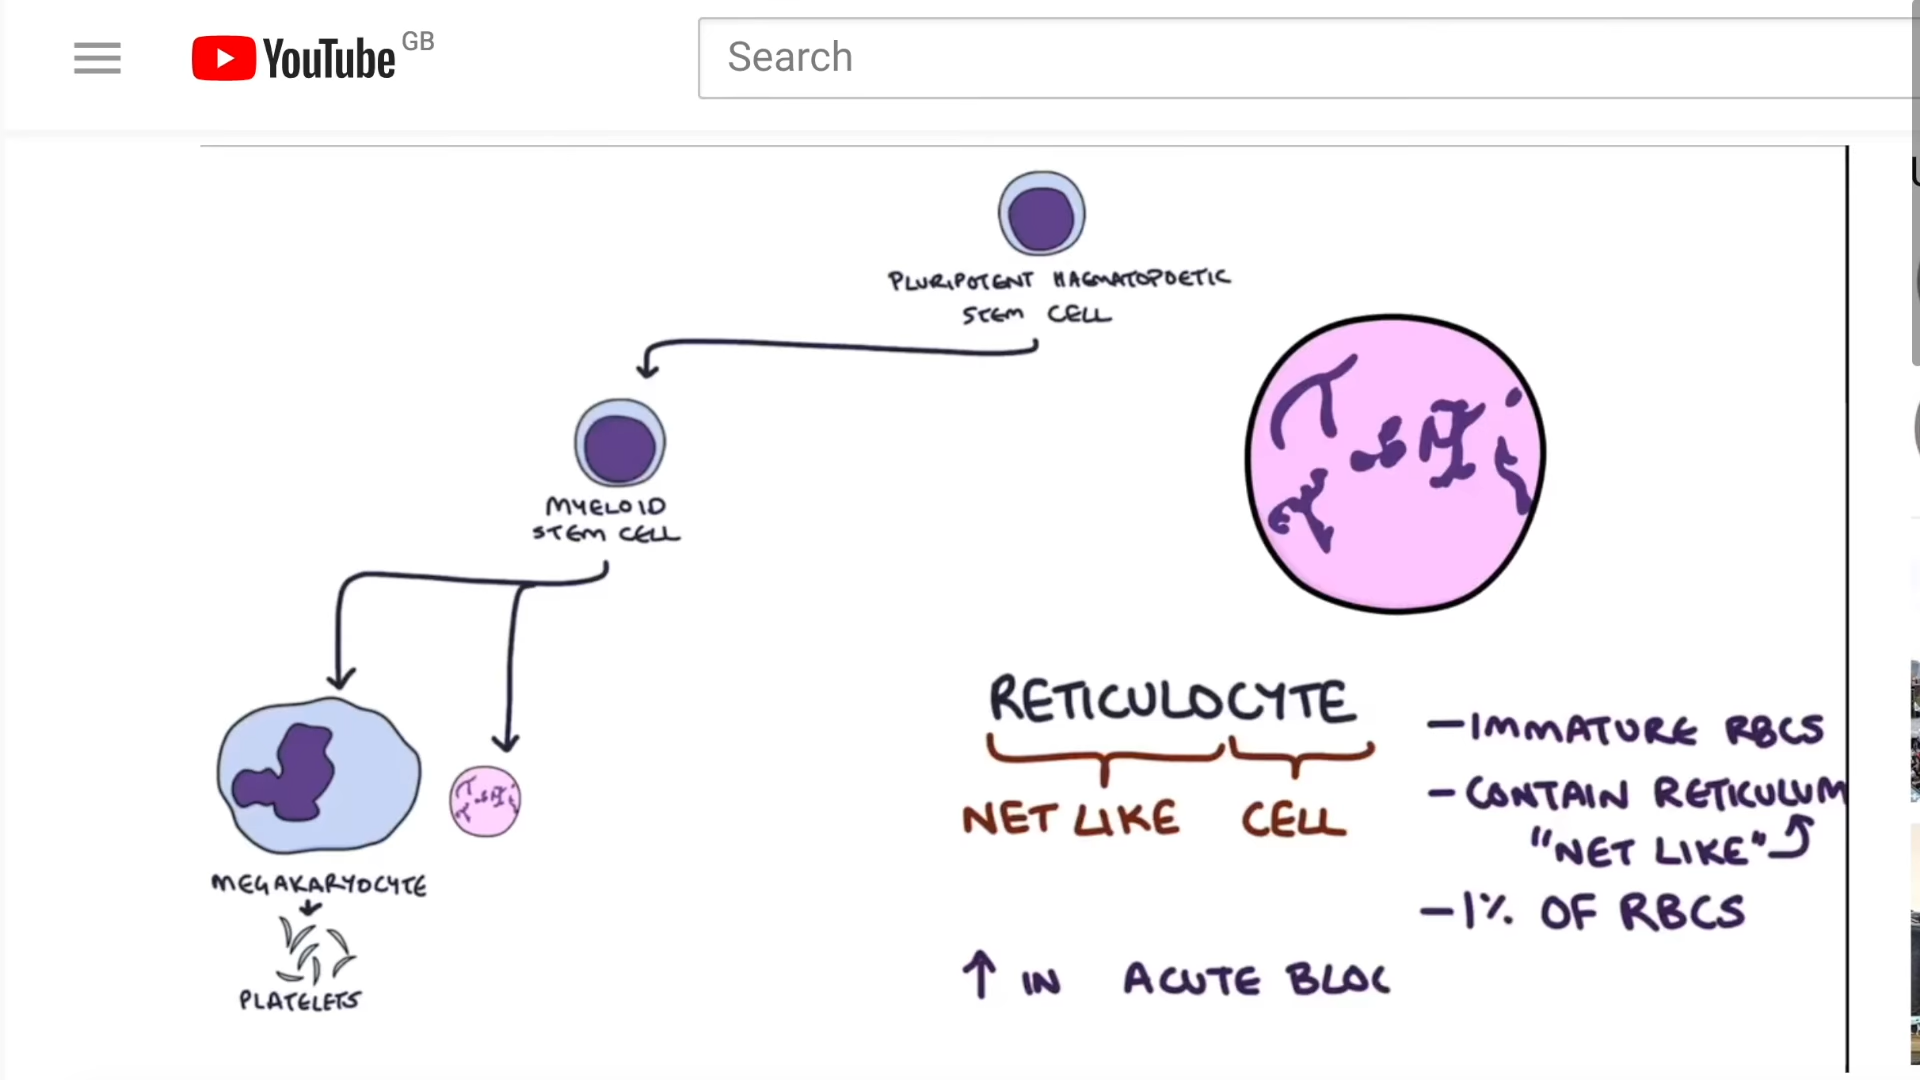 YouTube GB
Search
PLURIPOTENT HAEMATOPOETIC
STEM CELL
MYELOID
STEM CELL
MEGAKARYOCYTE
PLATELETS
RETICULOCYTE
NET LIKE CELL
- IMMATURE RBCS
- CONTAIN RETICULUM
"NET LIKE"
- 1% OF RBCS
↑ IN ACUTE BLOC